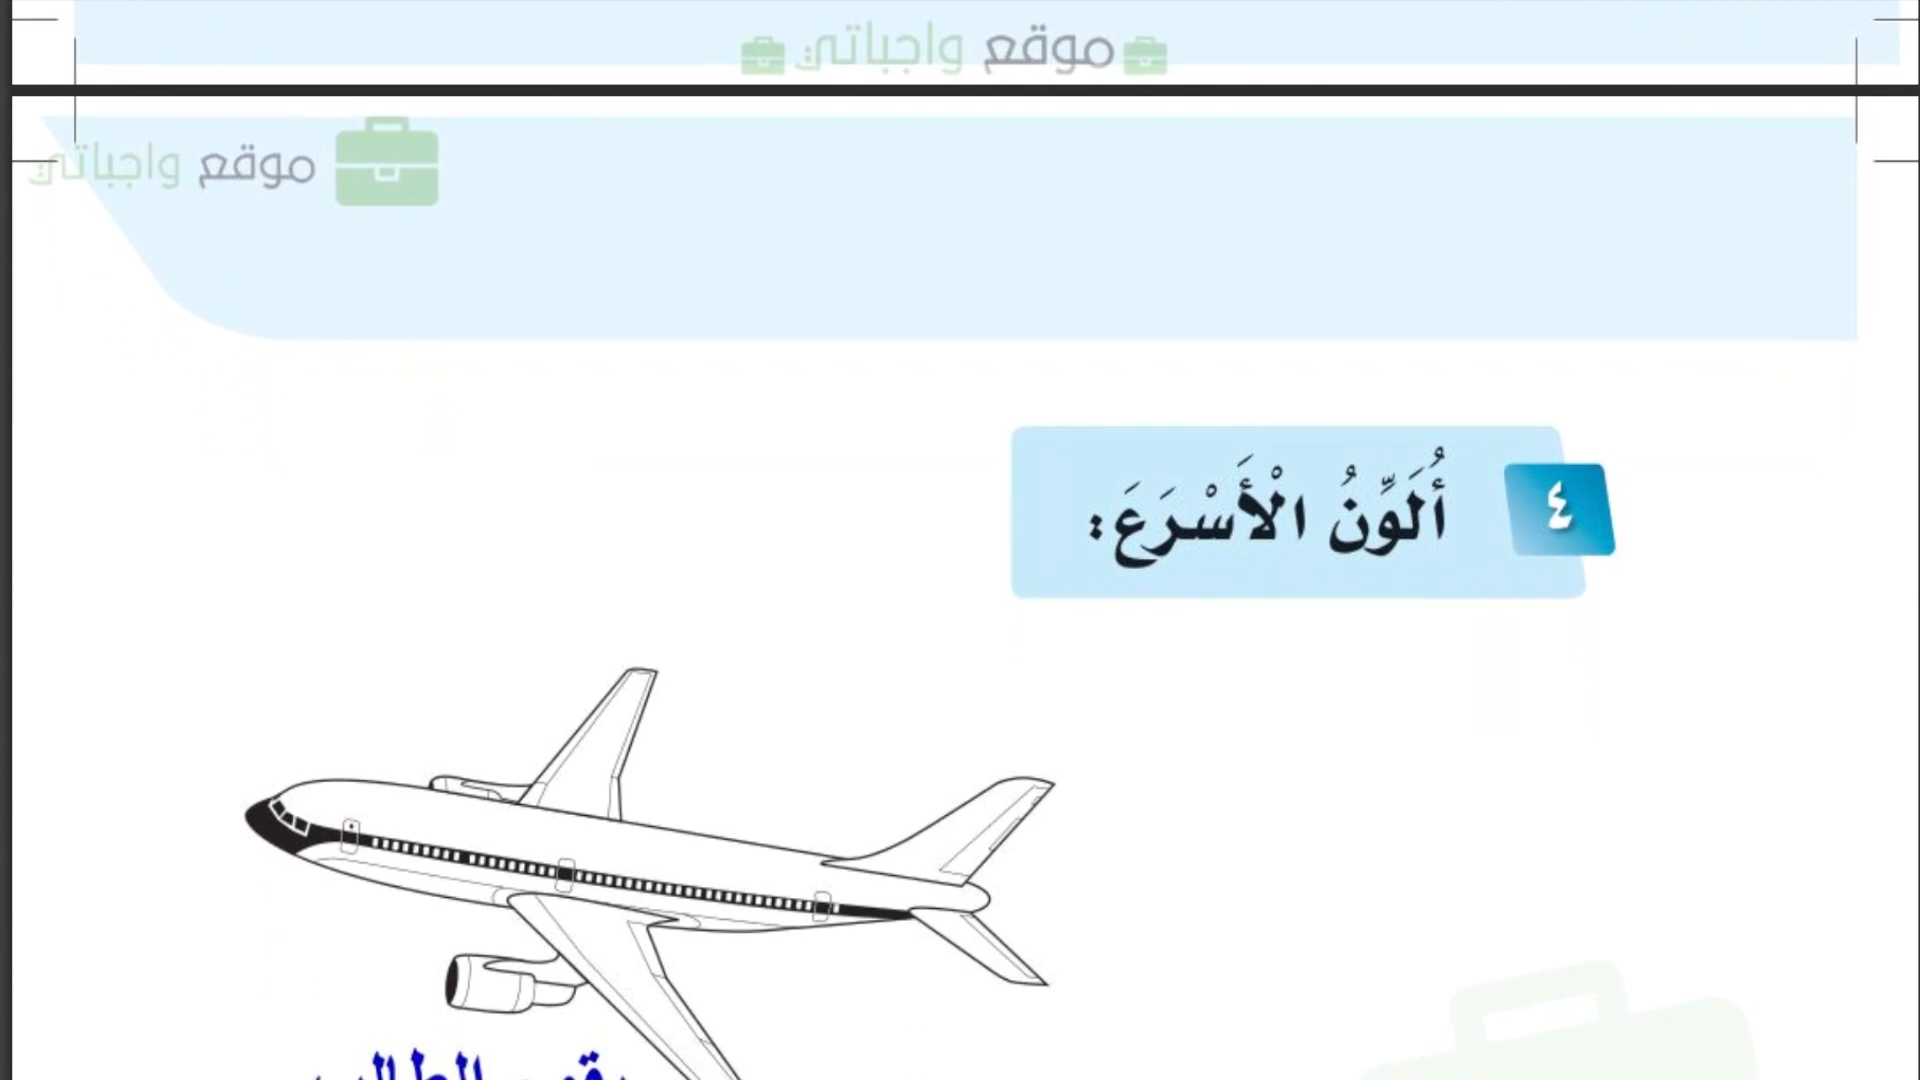 موقع واجباتي
موقع واجباتي
٤ أُلَوِّنُ الْأَسْرَعَ: